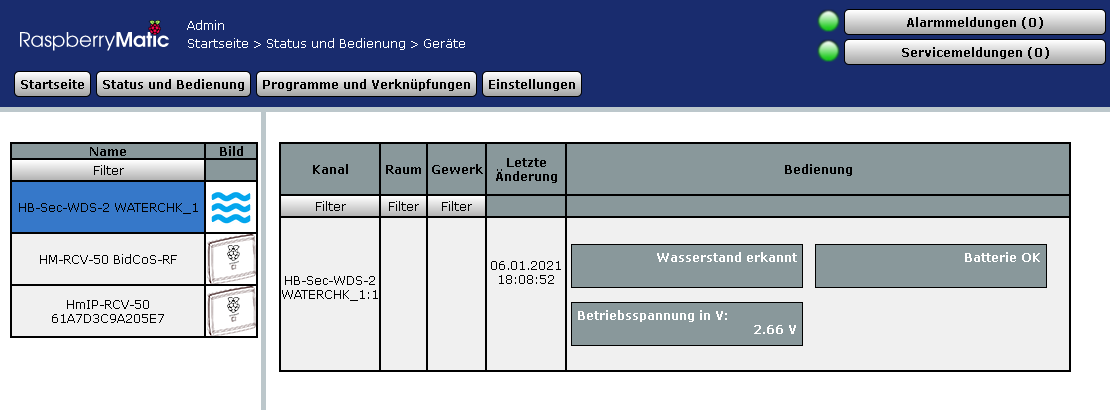 RaspberryMatic
Admin
Startseite > Status und Bedienung > Geräte
Alarmmeldungen (0)
Servicemeldungen (0)
Startseite
Status und Bedienung
Programme und Verknüpfungen
Einstellungen
Name
Bild
Filter
HB-Sec-WDS-2 WATERCHK_1
HM-RCV-50 BidCoS-RF
HmIP-RCV-50
61A7D3C9A205E7
Kanal
Raum
Gewerk
Letzte
Änderung
Bedienung
Filter
Filter
Filter
HB-Sec-WDS-2
WATERCHK_1:1
06.01.2021
18:08:52
Wasserstand erkannt
Batterie OK
Betriebsspannung in V:
2.66 V